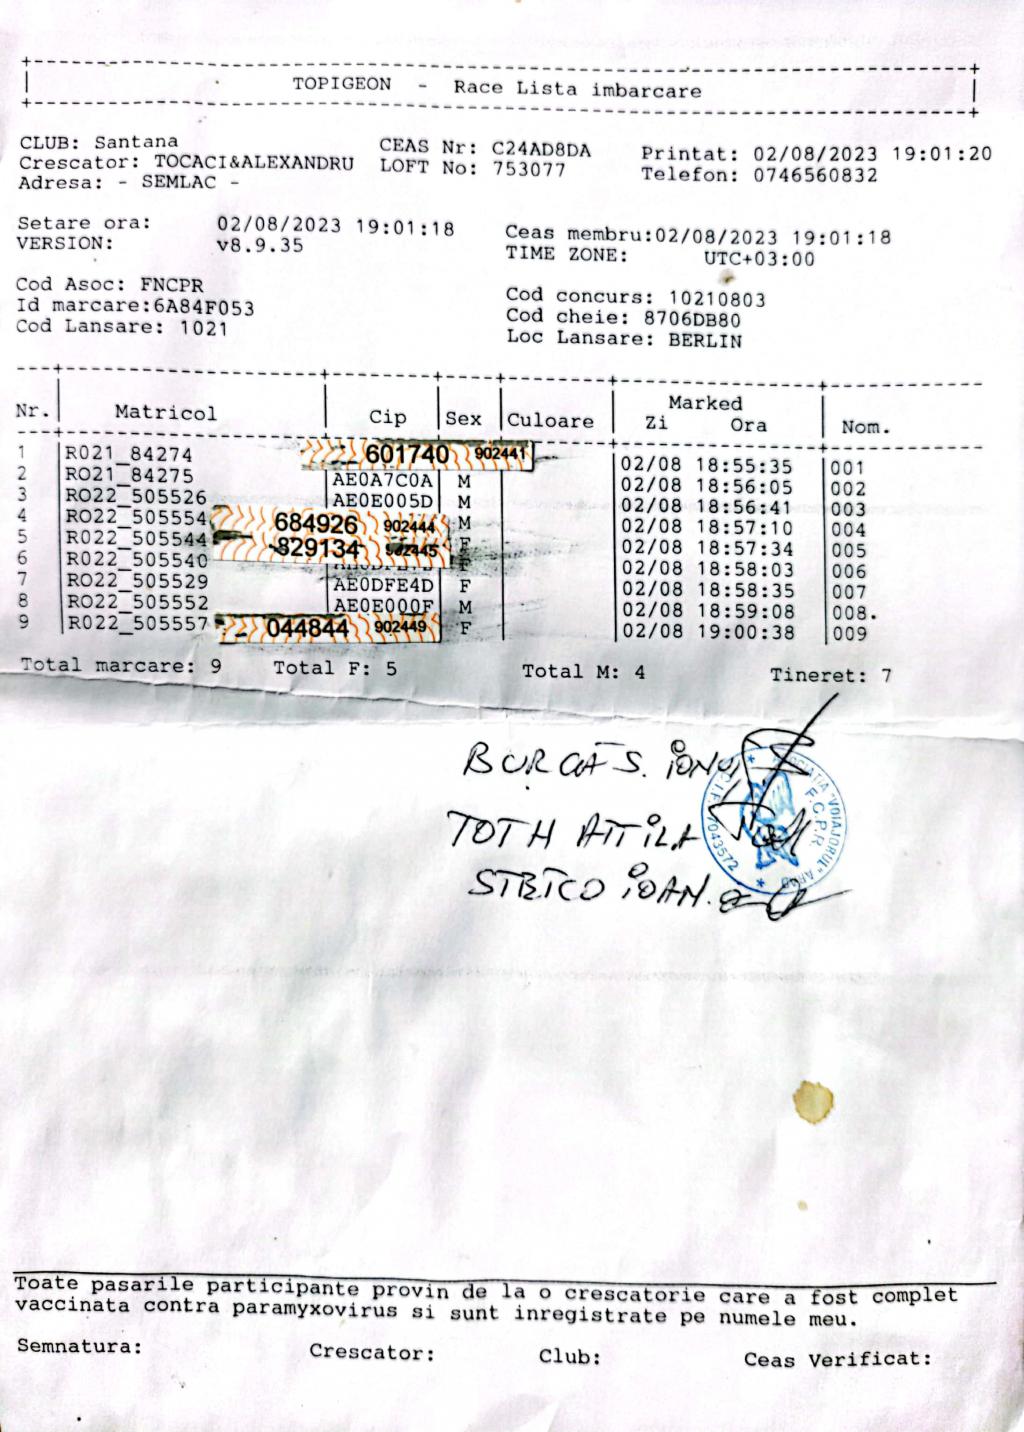 TOPIGEON - Race Lista imbarcare
CLUB: Santana CEAS Nr: C24AD8DA Printat: 02/08/2023 19:01:20
Crescator: TOCACI&ALEXANDRU LOFT No: 753077 Telefon: 0746560832
Adresa: - SEMLAC -
Setare ora: 02/08/2023 19:01:18 Ceas membru:02/08/2023 19:01:18
VERSION: v8.9.35 TIME ZONE: UTC+03:00
Cod Asoc: FNCPR Cod concurs: 10210803
Id marcare:6A84F053 Cod cheie: 8706DB80
Cod Lansare: 1021 Loc Lansare: BERLIN
Marked
Nr. Matricol Cip Sex Culoare Zi Ora Nom.
1 RO21_84274 601740 902441 02/08 18:55:35 001
2 RO21_84275 AE0A7C0A M 02/08 18:56:05 002
3 RO22_505526 AE0E005D M 02/08 18:56:41 003
4 RO22_505554 684926 902444 M 02/08 18:57:10 004
5 RO22_505544 829134 902445 F 02/08 18:57:34 005
6 RO22_505540 F 02/08 18:58:03 006
7 RO22_505529 AE0DFE4D F 02/08 18:58:35 007
8 RO22_505552 AE0E000F M 02/08 18:59:08 008.
9 RO22_505557 044844 902449 F 02/08 19:00:38 009
Total marcare: 9 Total F: 5 Total M: 4 Tineret: 7
TOTH ATTILA
IOAN.
ASOCIATIA "VOIAJORUL" ARAD
F.C.P.R.
Toate pasarile participante provin de la o crescatorie care a fost complet
vaccinata contra paramyxovirus si sunt inregistrate pe numele meu.
Semnatura: Crescator: Club: Ceas Verificat: